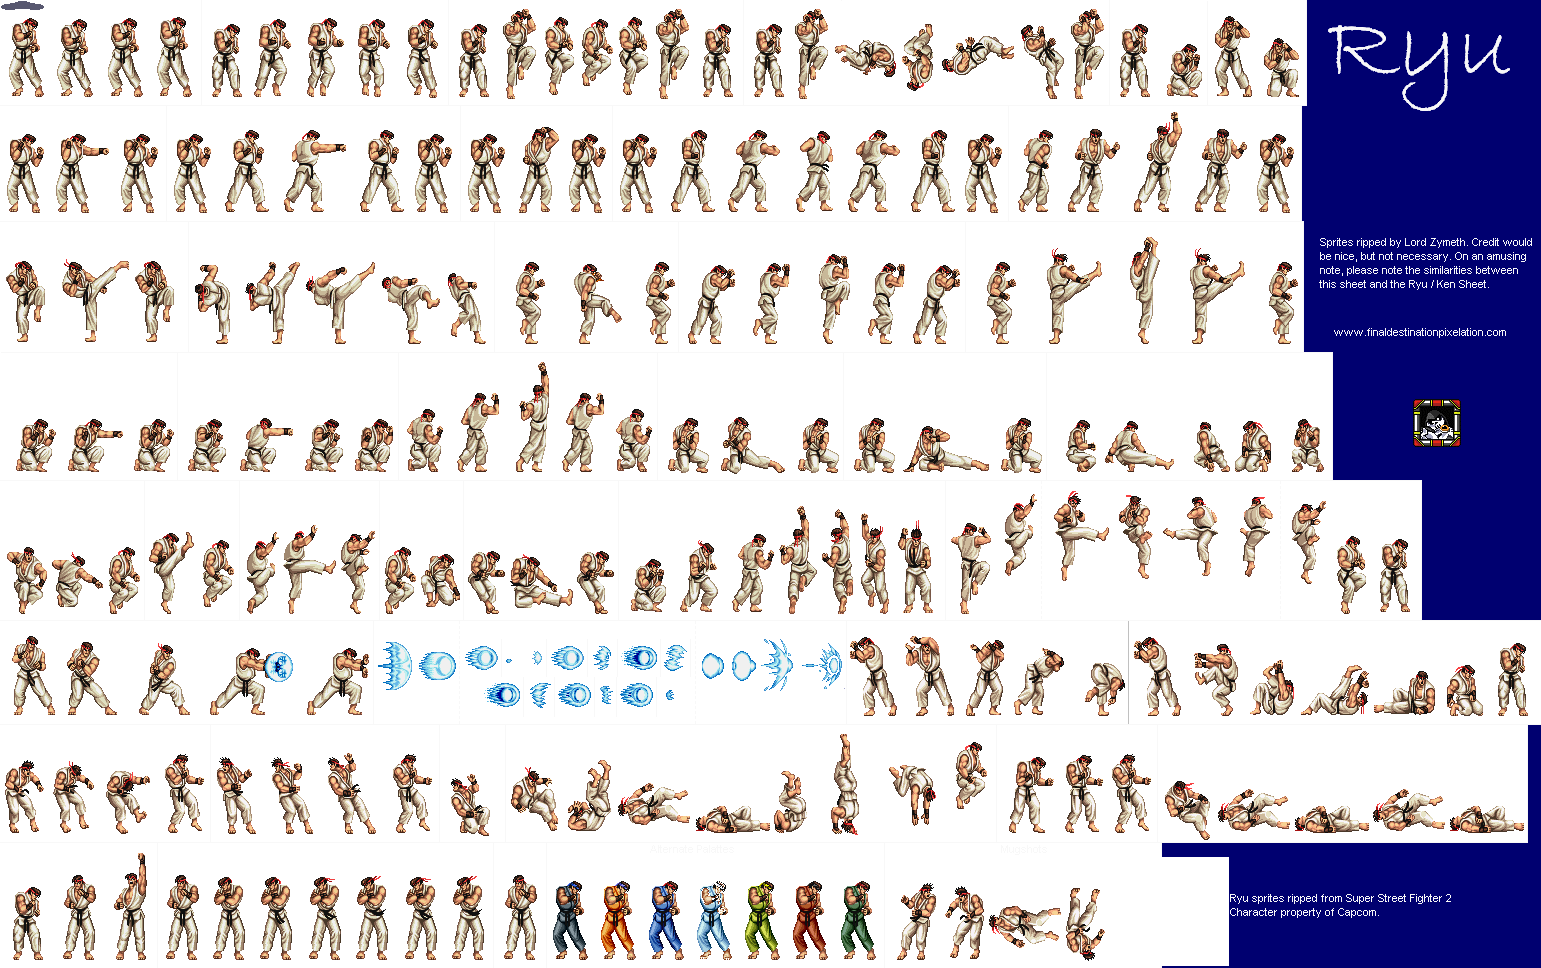 Ryu
Sprites ripped by Lord Zymeth. Credit would
be nice, but not necessary. On an amusing
note, please note the similarities between
this sheet and the Ryu / Ken Sheet.
www.finaldestinationpixelation.com
Ryu sprites ripped from Super Street Fighter 2
Character property of Capcom.